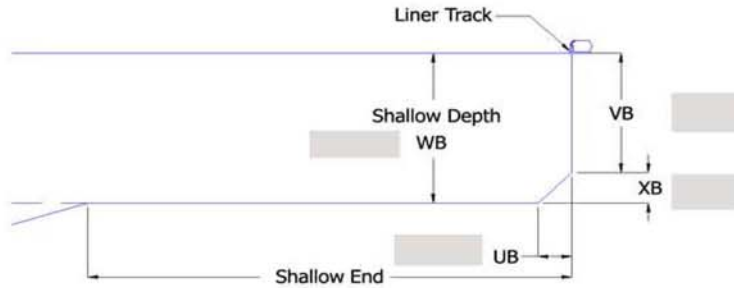 Liner Track
Shallow Depth
WB
VB
XB
UB
Shallow End